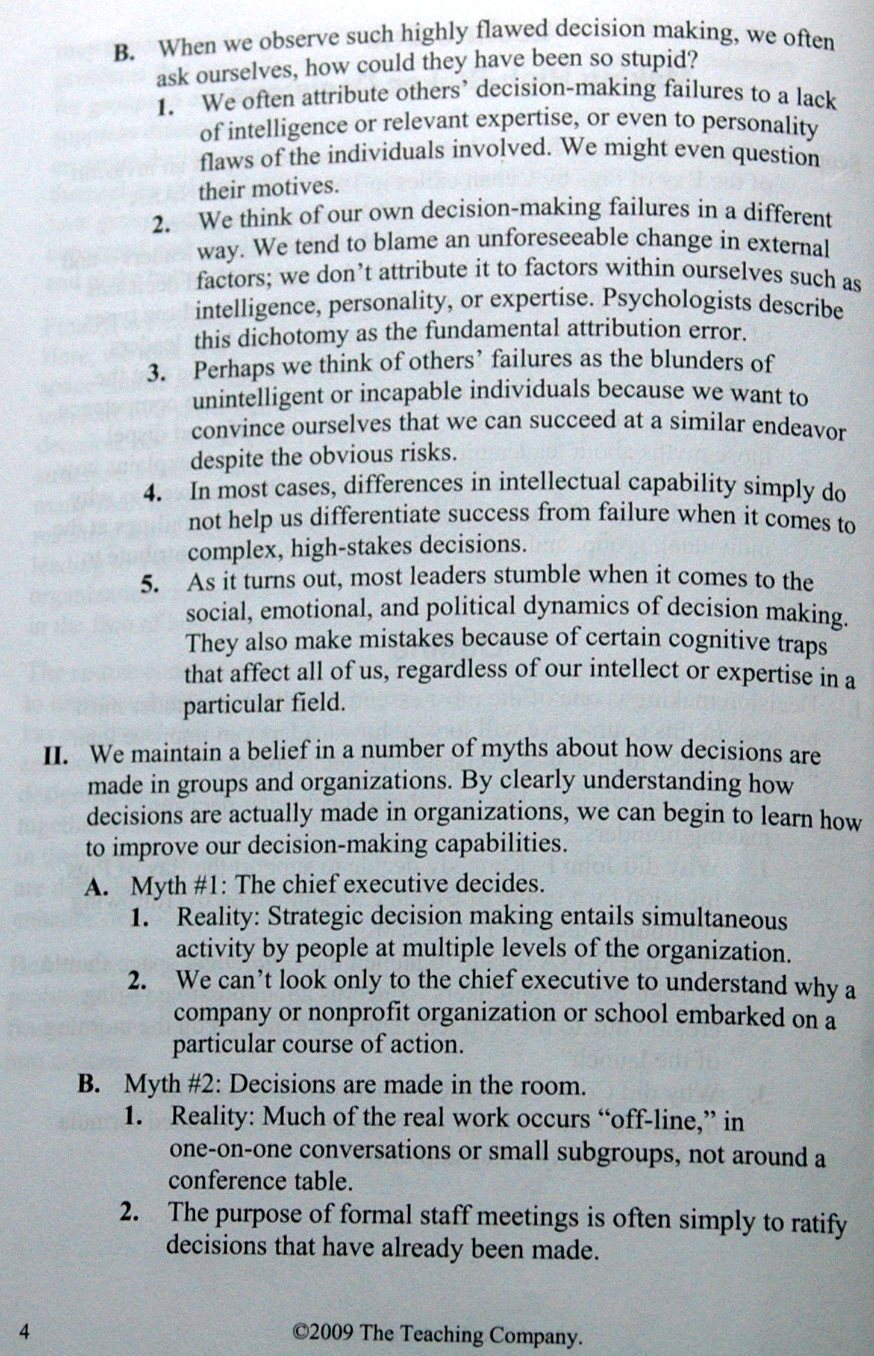 B. When we observe such highly flawed decision making, we often
ask ourselves, how could they have been so stupid?
1. We often attribute others' decision-making failures to a lack
of intelligence or relevant expertise, or even to personality
flaws of the individuals involved. We might even question
their motives.
2. We think of our own decision-making failures in a different
way. We tend to blame an unforeseeable change in external
factors; we don't attribute it to factors within ourselves such as
intelligence, personality, or expertise. Psychologists describe
this dichotomy as the fundamental attribution error.
3. Perhaps we think of others' failures as the blunders of
unintelligent or incapable individuals because we want to
convince ourselves that we can succeed at a similar endeavor
despite the obvious risks.
4. In most cases, differences in intellectual capability simply do
not help us differentiate success from failure when it comes to
complex, high-stakes decisions.
5. As it turns out, most leaders stumble when it comes to the
social, emotional, and political dynamics of decision making.
They also make mistakes because of certain cognitive traps
that affect all of us, regardless of our intellect or expertise in a
particular field.
II. We maintain a belief in a number of myths about how decisions are
made in groups and organizations. By clearly understanding how
decisions are actually made in organizations, we can begin to learn how
to improve our decision-making capabilities.
A. Myth #1: The chief executive decides.
1. Reality: Strategic decision making entails simultaneous
activity by people at multiple levels of the organization.
2. We can't look only to the chief executive to understand why a
company or nonprofit organization or school embarked on a
particular course of action.
B. Myth #2: Decisions are made in the room.
1. Reality: Much of the real work occurs “off-line,” in
one-on-one conversations or small subgroups, not around a
conference table.
2. The purpose of formal staff meetings is often simply to ratify
decisions that have already been made.
4 ©2009 The Teaching Company.